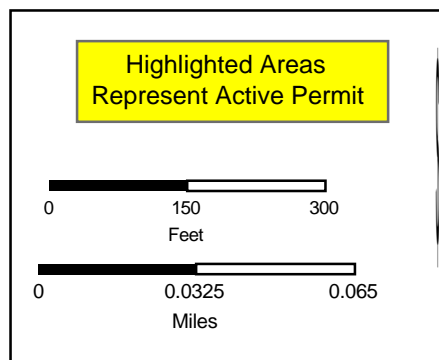 Highlighted Areas
Represent Active Permit
0 150 300
Feet
0 0.0325 0.065
Miles